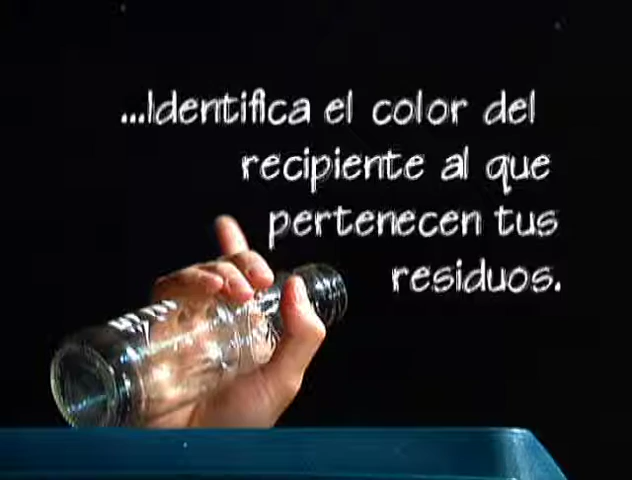 ...Identifica el color del
recipiente al que
pertenecen tus
residuos.